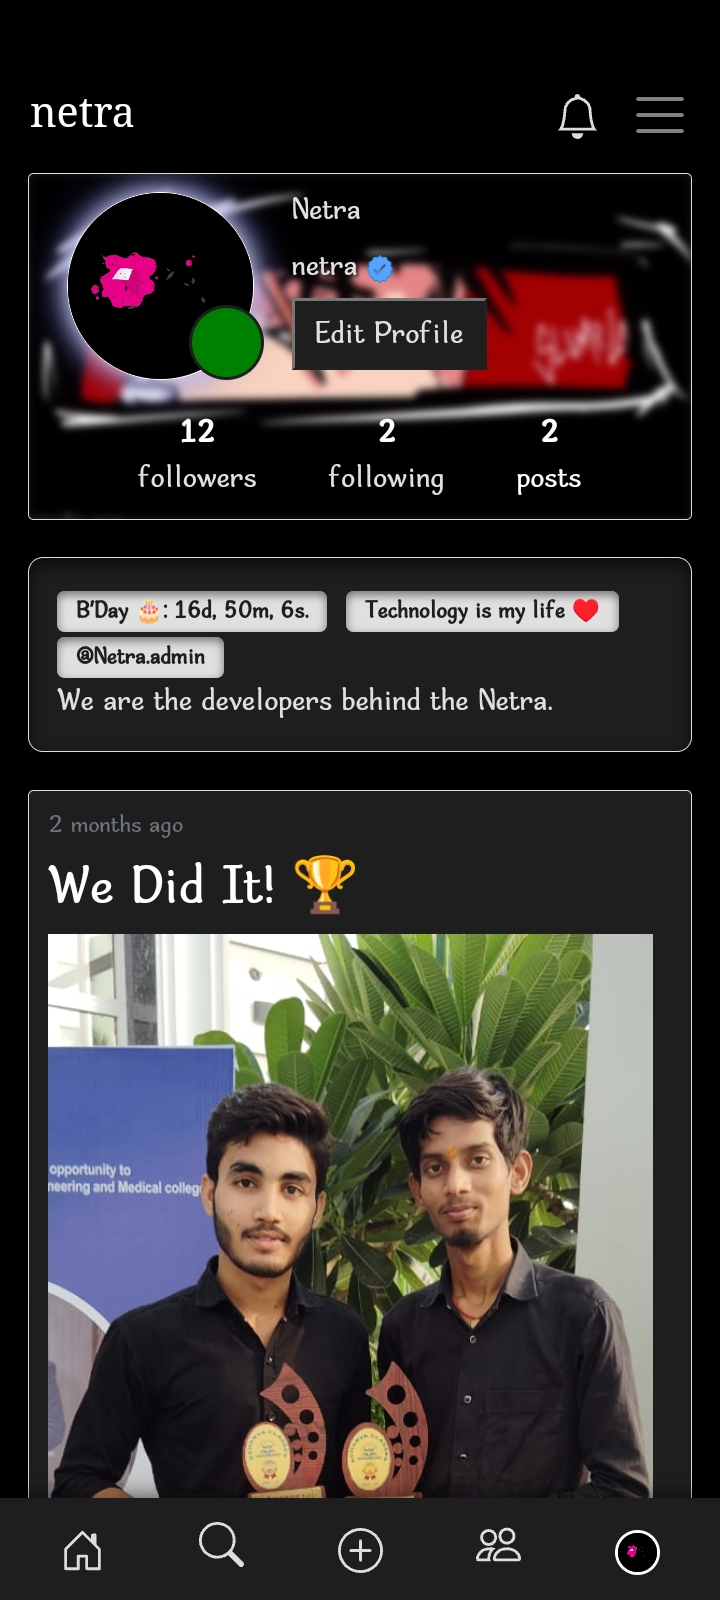 netra
Netra
netra
Edit Profile
12
followers
2
following
2
posts
B'Day 🎂: 16d, 50m, 6s.
Technology is my life ♥️
@Netra.admin
We are the developers behind the Netra.
2 months ago
We Did It! 🏆
opportunity to
neering and Medical colleg